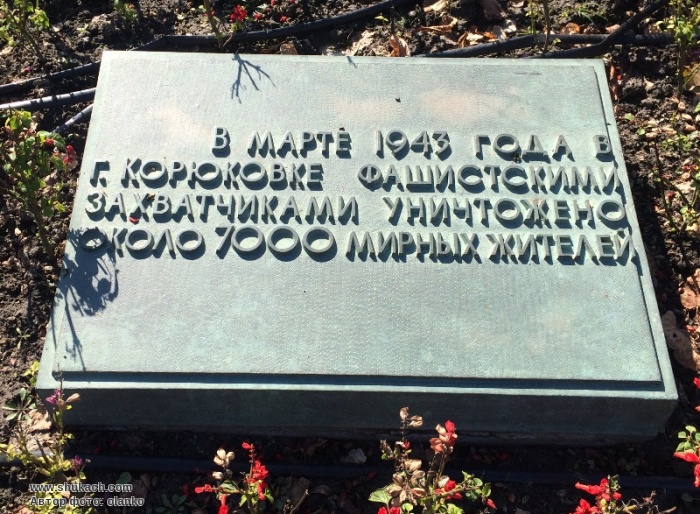 В МАРТЕ 1943 ГОДА В
Г. КОРЮКОВКЕ ФАШИСТСКИМИ
ЗАХВАТЧИКАМИ УНИЧТОЖЕНО
ОКОЛО 7000 МИРНЫХ ЖИТЕЛЕЙ
www.shukach.com
Автор фото: olanko